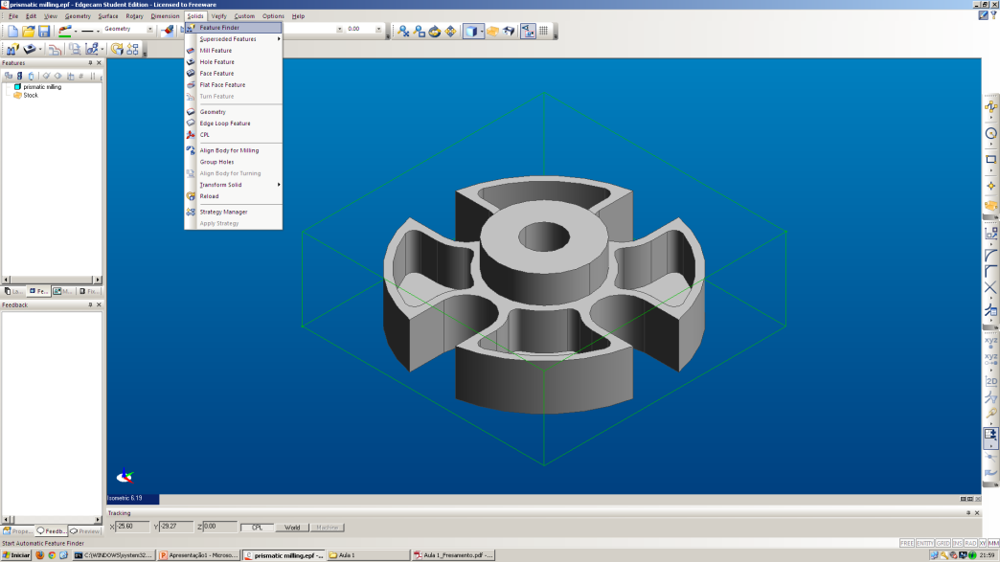 prismatic milling.epf - Edgecam Student Edition - Licensed to Freeware
File Edit View Geometry Surface Rotary Dimension Solids Verify Custom Options Help
Geometry 0.00
Feature Finder
Superseded Features
Mill Feature
Hole Feature
Face Feature
Flat Face Feature
Turn Feature
Geometry
Edge Loop Feature
CPL
Align Body for Milling
Group Holes
Align Body for Turning
Transform Solid
Reload
Strategy Manager
Apply Strategy
Features
prismatic milling
Stock
La... Fe... M... Fix...
Feedback
xyz
xyz
2D
Isometric 6.19
Tracking
X -25.60 Y -29.27 Z 0.00 CPL World Machine
Prope... Feedb... Preview
Start Automatic Feature Finder
FREE ENTITY GRID INS RAD XY MM
Iniciar C:\WINDOWS\system32... Apresentação1 - Microso... prismatic milling.epf -... Aula 1 Aula 1_Fresamento.pdf -... 21:59